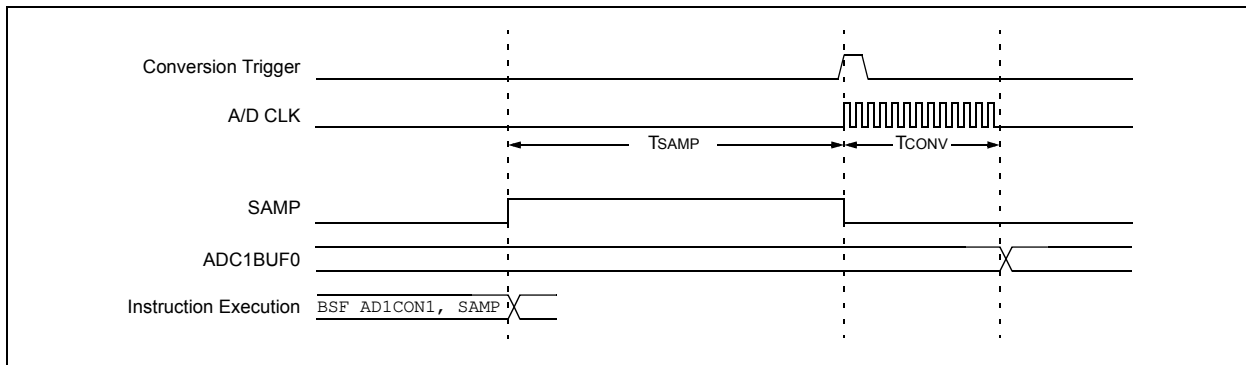 Conversion Trigger
A/D CLK
TSAMP
TCONV
SAMP
ADC1BUF0
Instruction Execution
BSF AD1CON1, SAMP